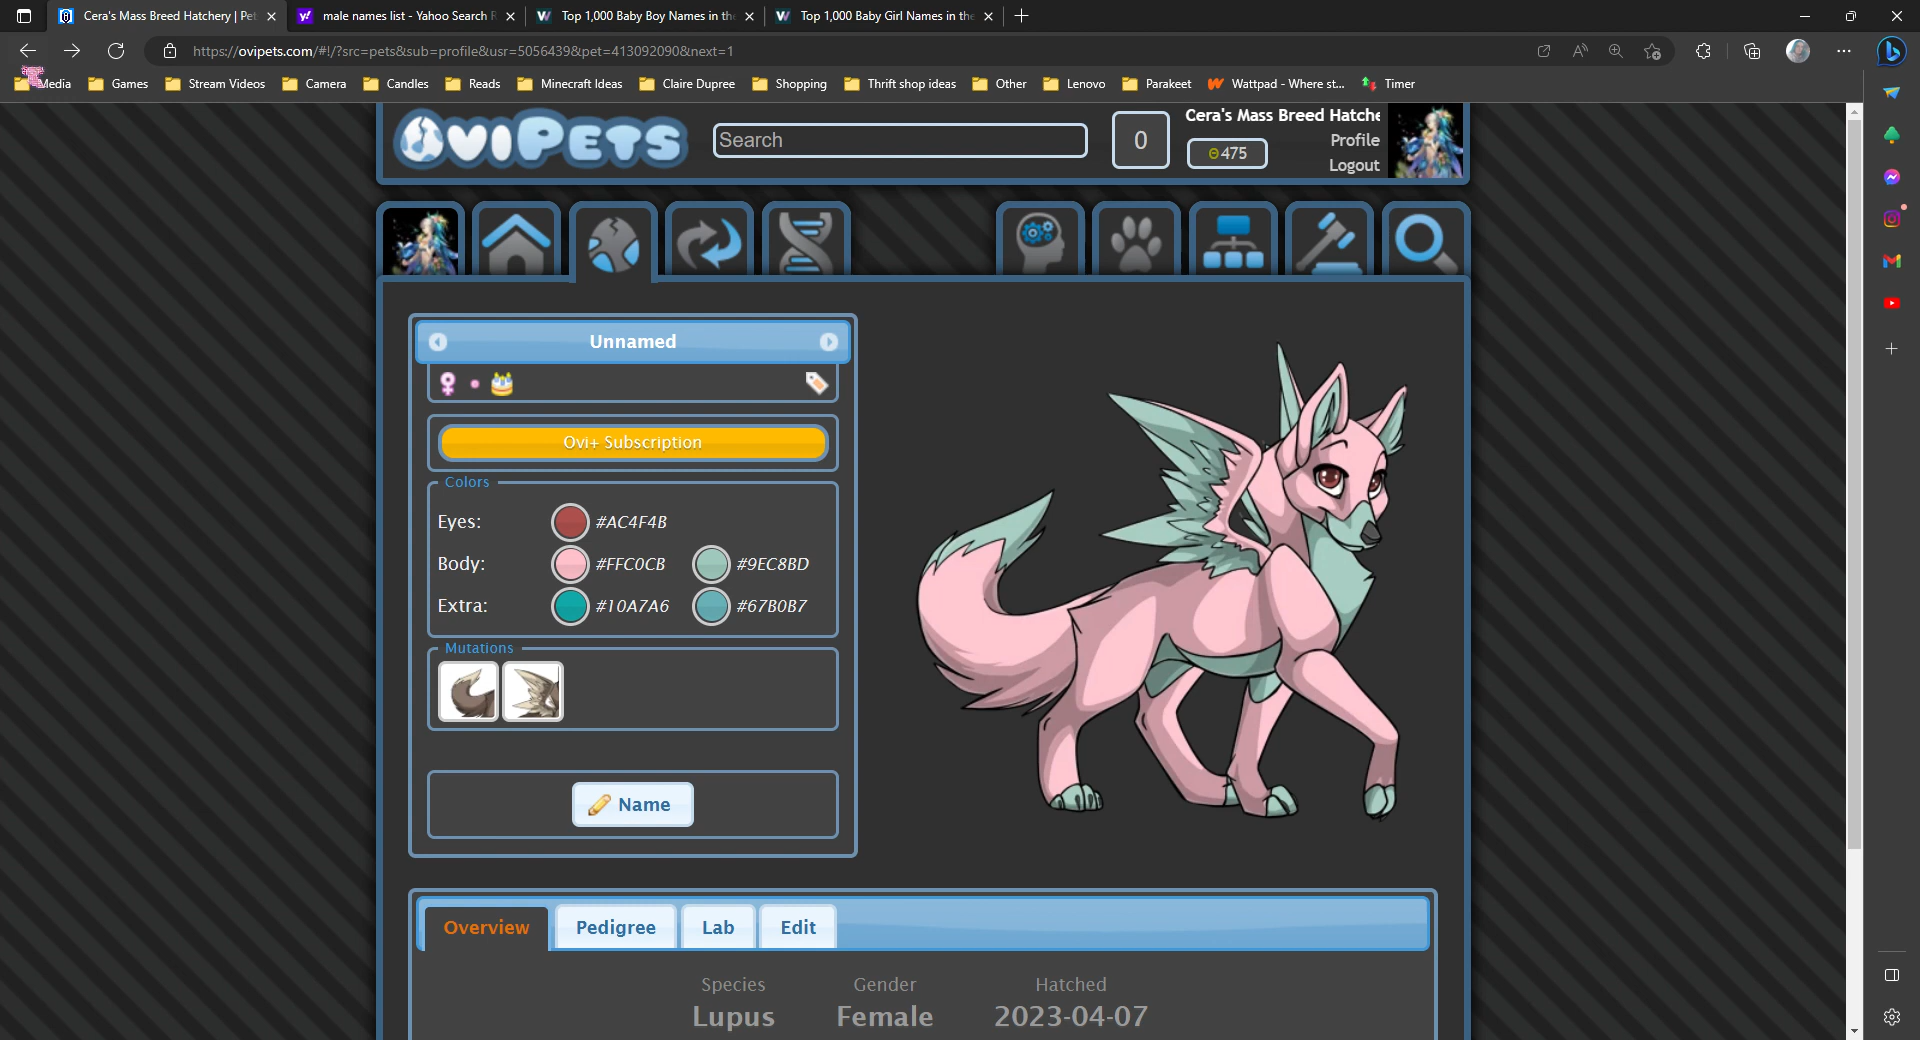 Cera's Mass Breed Hatchery | Pet
male names list - Yahoo Search R
Top 1,000 Baby Boy Names in the
Top 1,000 Baby Girl Names in the
https://ovipets.com/#!/?src=pets&sub=profile&usr=5056439&pet=413092090&next=1
Media
Games
Stream Videos
Camera
Candles
Reads
Minecraft Ideas
Claire Dupree
Shopping
Thrift shop ideas
Other
Lenovo
Parakeet
Wattpad - Where st...
Timer
OviPets
Search
0
Cera's Mass Breed Hatche
475
Profile
Logout
Unnamed
Ovi+ Subscription
Colors
Eyes: #AC4F4B
Body: #FFC0CB #9EC8BD
Extra: #10A7A6 #67B0B7
Mutations
Name
Overview
Pedigree
Lab
Edit
Species
Gender
Hatched
Lupus
Female
2023-04-07